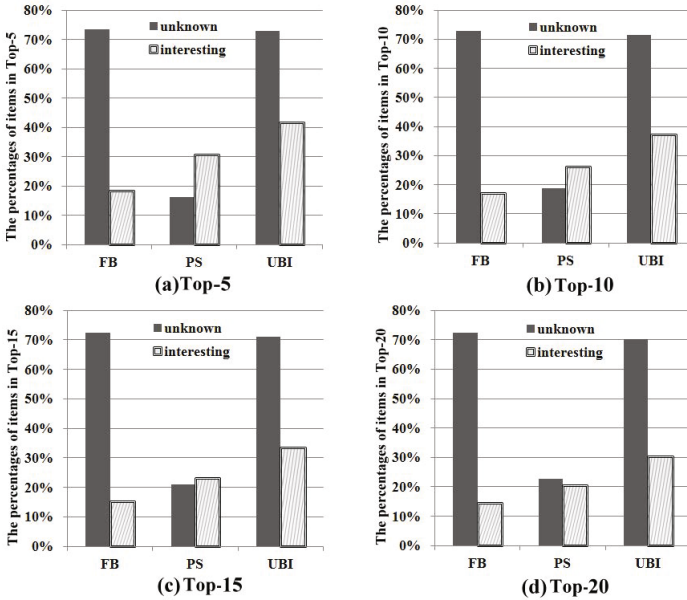 The percentages of items in Top-5
80%
70%
60%
50%
40%
30%
20%
10%
0%
unknown
interesting
FB PS UBI
(a)Top-5
The percentages of items in Top-10
80%
70%
60%
50%
40%
30%
20%
10%
0%
unknown
interesting
FB PS UBI
(b)Top-10
The percentages of items in Top-15
80%
70%
60%
50%
40%
30%
20%
10%
0%
unknown
interesting
FB PS UBI
(c)Top-15
The percentages of items in Top-20
80%
70%
60%
50%
40%
30%
20%
10%
0%
unknown
interesting
FB PS UBI
(d)Top-20